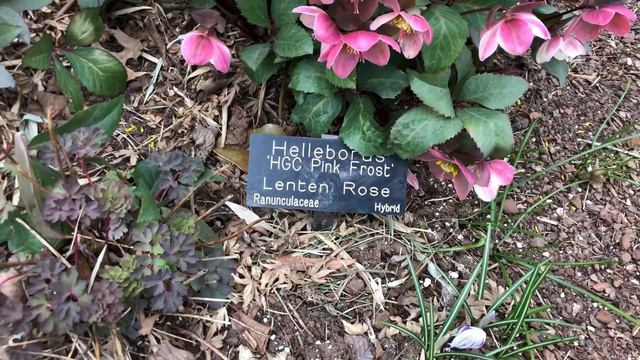 Helleborus
'HGC Pink Frost'
Lenten Rose
Ranunculaceae Hybrid